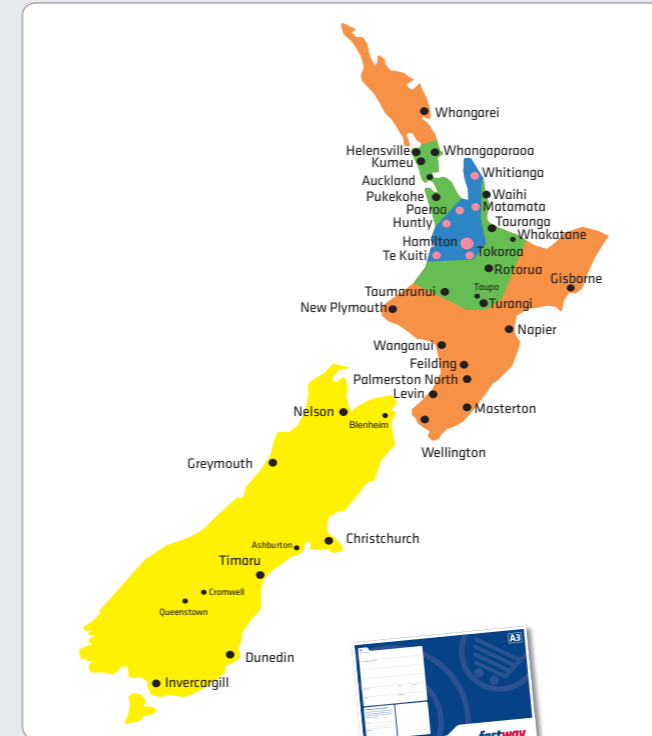 Whangarei
Helensville
Whangaparaoa
Kumeu
Whitianga
Auckland
Pukekohe
Waihi
Paeroa
Matamata
Huntly
Tauranga
Whakatane
Hamilton
Te Kuiti
Tokoroa
Rotorua
Gisborne
Taupo
Taumarunui
Turangi
New Plymouth
Napier
Wanganui
Feilding
Palmerston North
Levin
Masterton
Nelson
Blenheim
Wellington
Greymouth
Christchurch
Ashburton
Timaru
Cromwell
Queenstown
Dunedin
Invercargill
A3